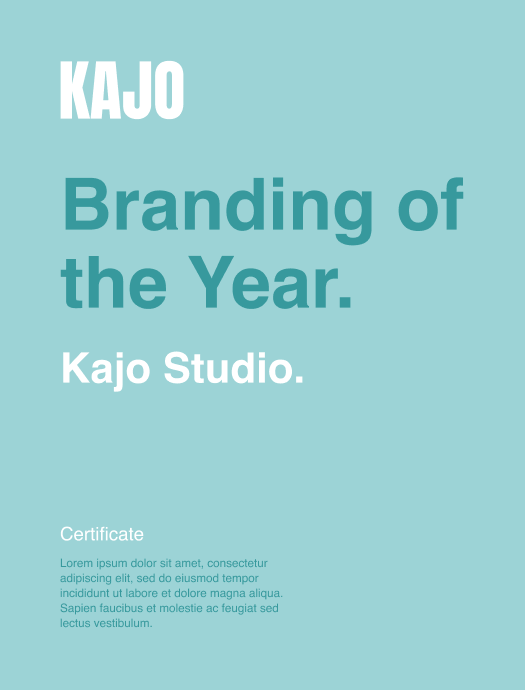 KAJO
Branding of
the Year.
Kajo Studio.
Certificate
Lorem ipsum dolor sit amet, consectetur
adipiscing elit, sed do eiusmod tempor
incididunt ut labore et dolore magna aliqua.
Sapien faucibus et molestie ac feugiat sed
lectus vestibulum.